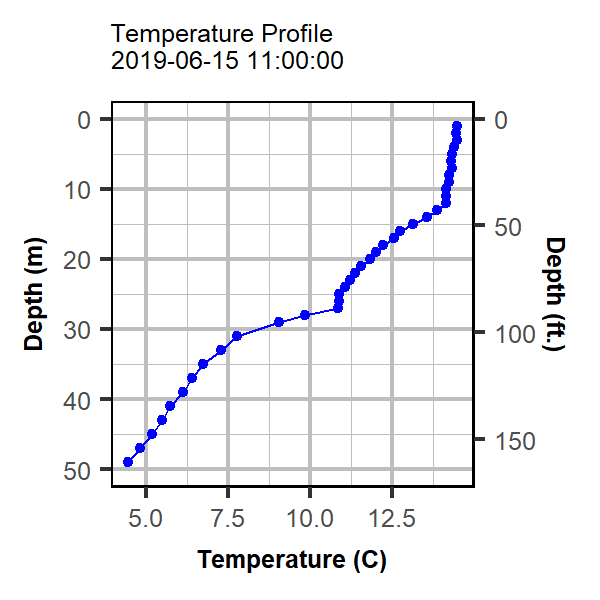 Temperature Profile
2019-06-15 11:00:00
0
10
20
30
40
50
Depth (m)
0
50
100
150
Depth (ft.)
5.0 7.5 10.0 12.5
Temperature (C)